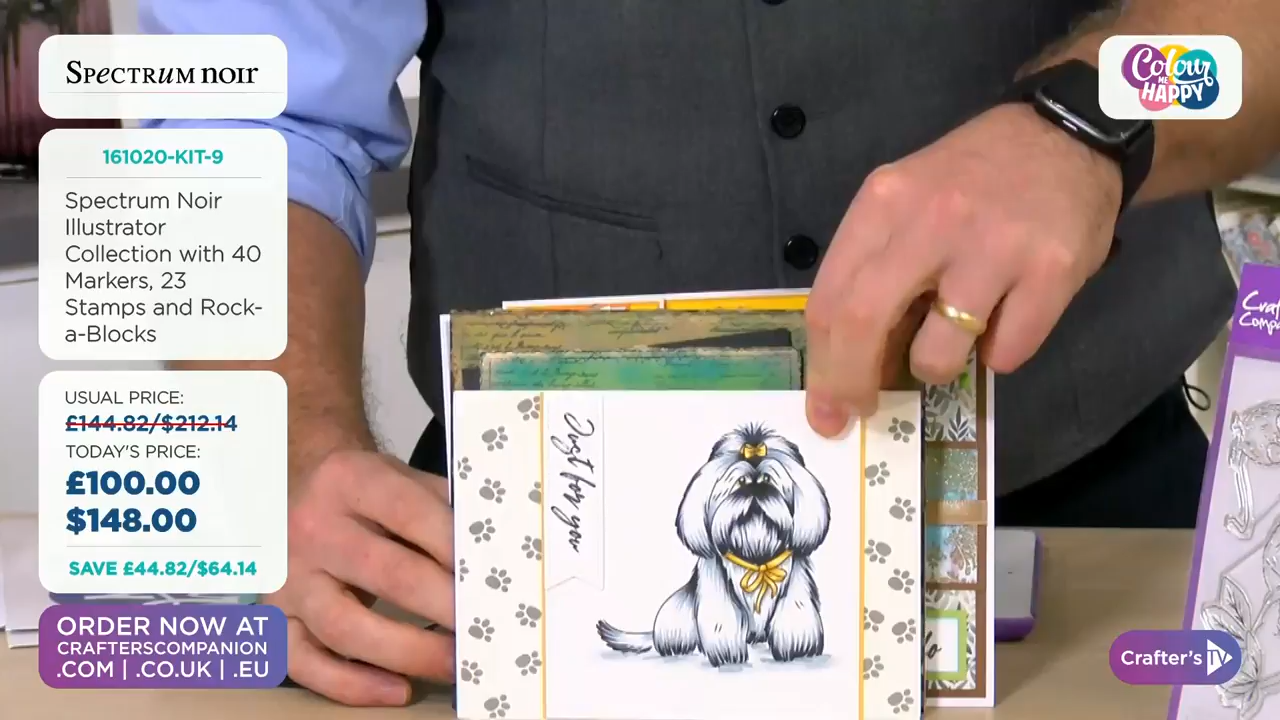 SPECTRUM NOIR
161020-KIT-9
Spectrum Noir
Illustrator
Collection with 40
Markers, 23
Stamps and Rock-
a-Blocks
USUAL PRICE:
£144.82/$212.14
TODAY'S PRICE:
£100.00
$148.00
SAVE £44.82/$64.14
ORDER NOW AT
CRAFTERSCOMPANION
.COM | .CO.UK | .EU
Colour
ME
HAPPY
Just for you
Crafter's TV